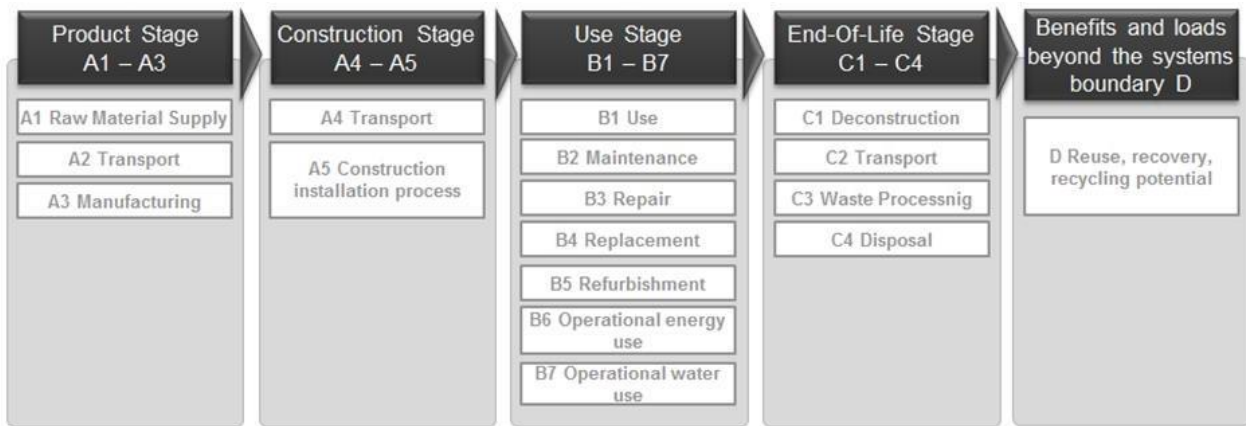 Product Stage
A1 – A3
A1 Raw Material Supply
A2 Transport
A3 Manufacturing
Construction Stage
A4 – A5
A4 Transport
A5 Construction
installation process
Use Stage
B1 – B7
B1 Use
B2 Maintenance
B3 Repair
B4 Replacement
B5 Refurbishment
B6 Operational energy
use
B7 Operational water
use
End-Of-Life Stage
C1 – C4
C1 Deconstruction
C2 Transport
C3 Waste Processnig
C4 Disposal
Benefits and loads
beyond the systems
boundary D
D Reuse, recovery,
recycling potential